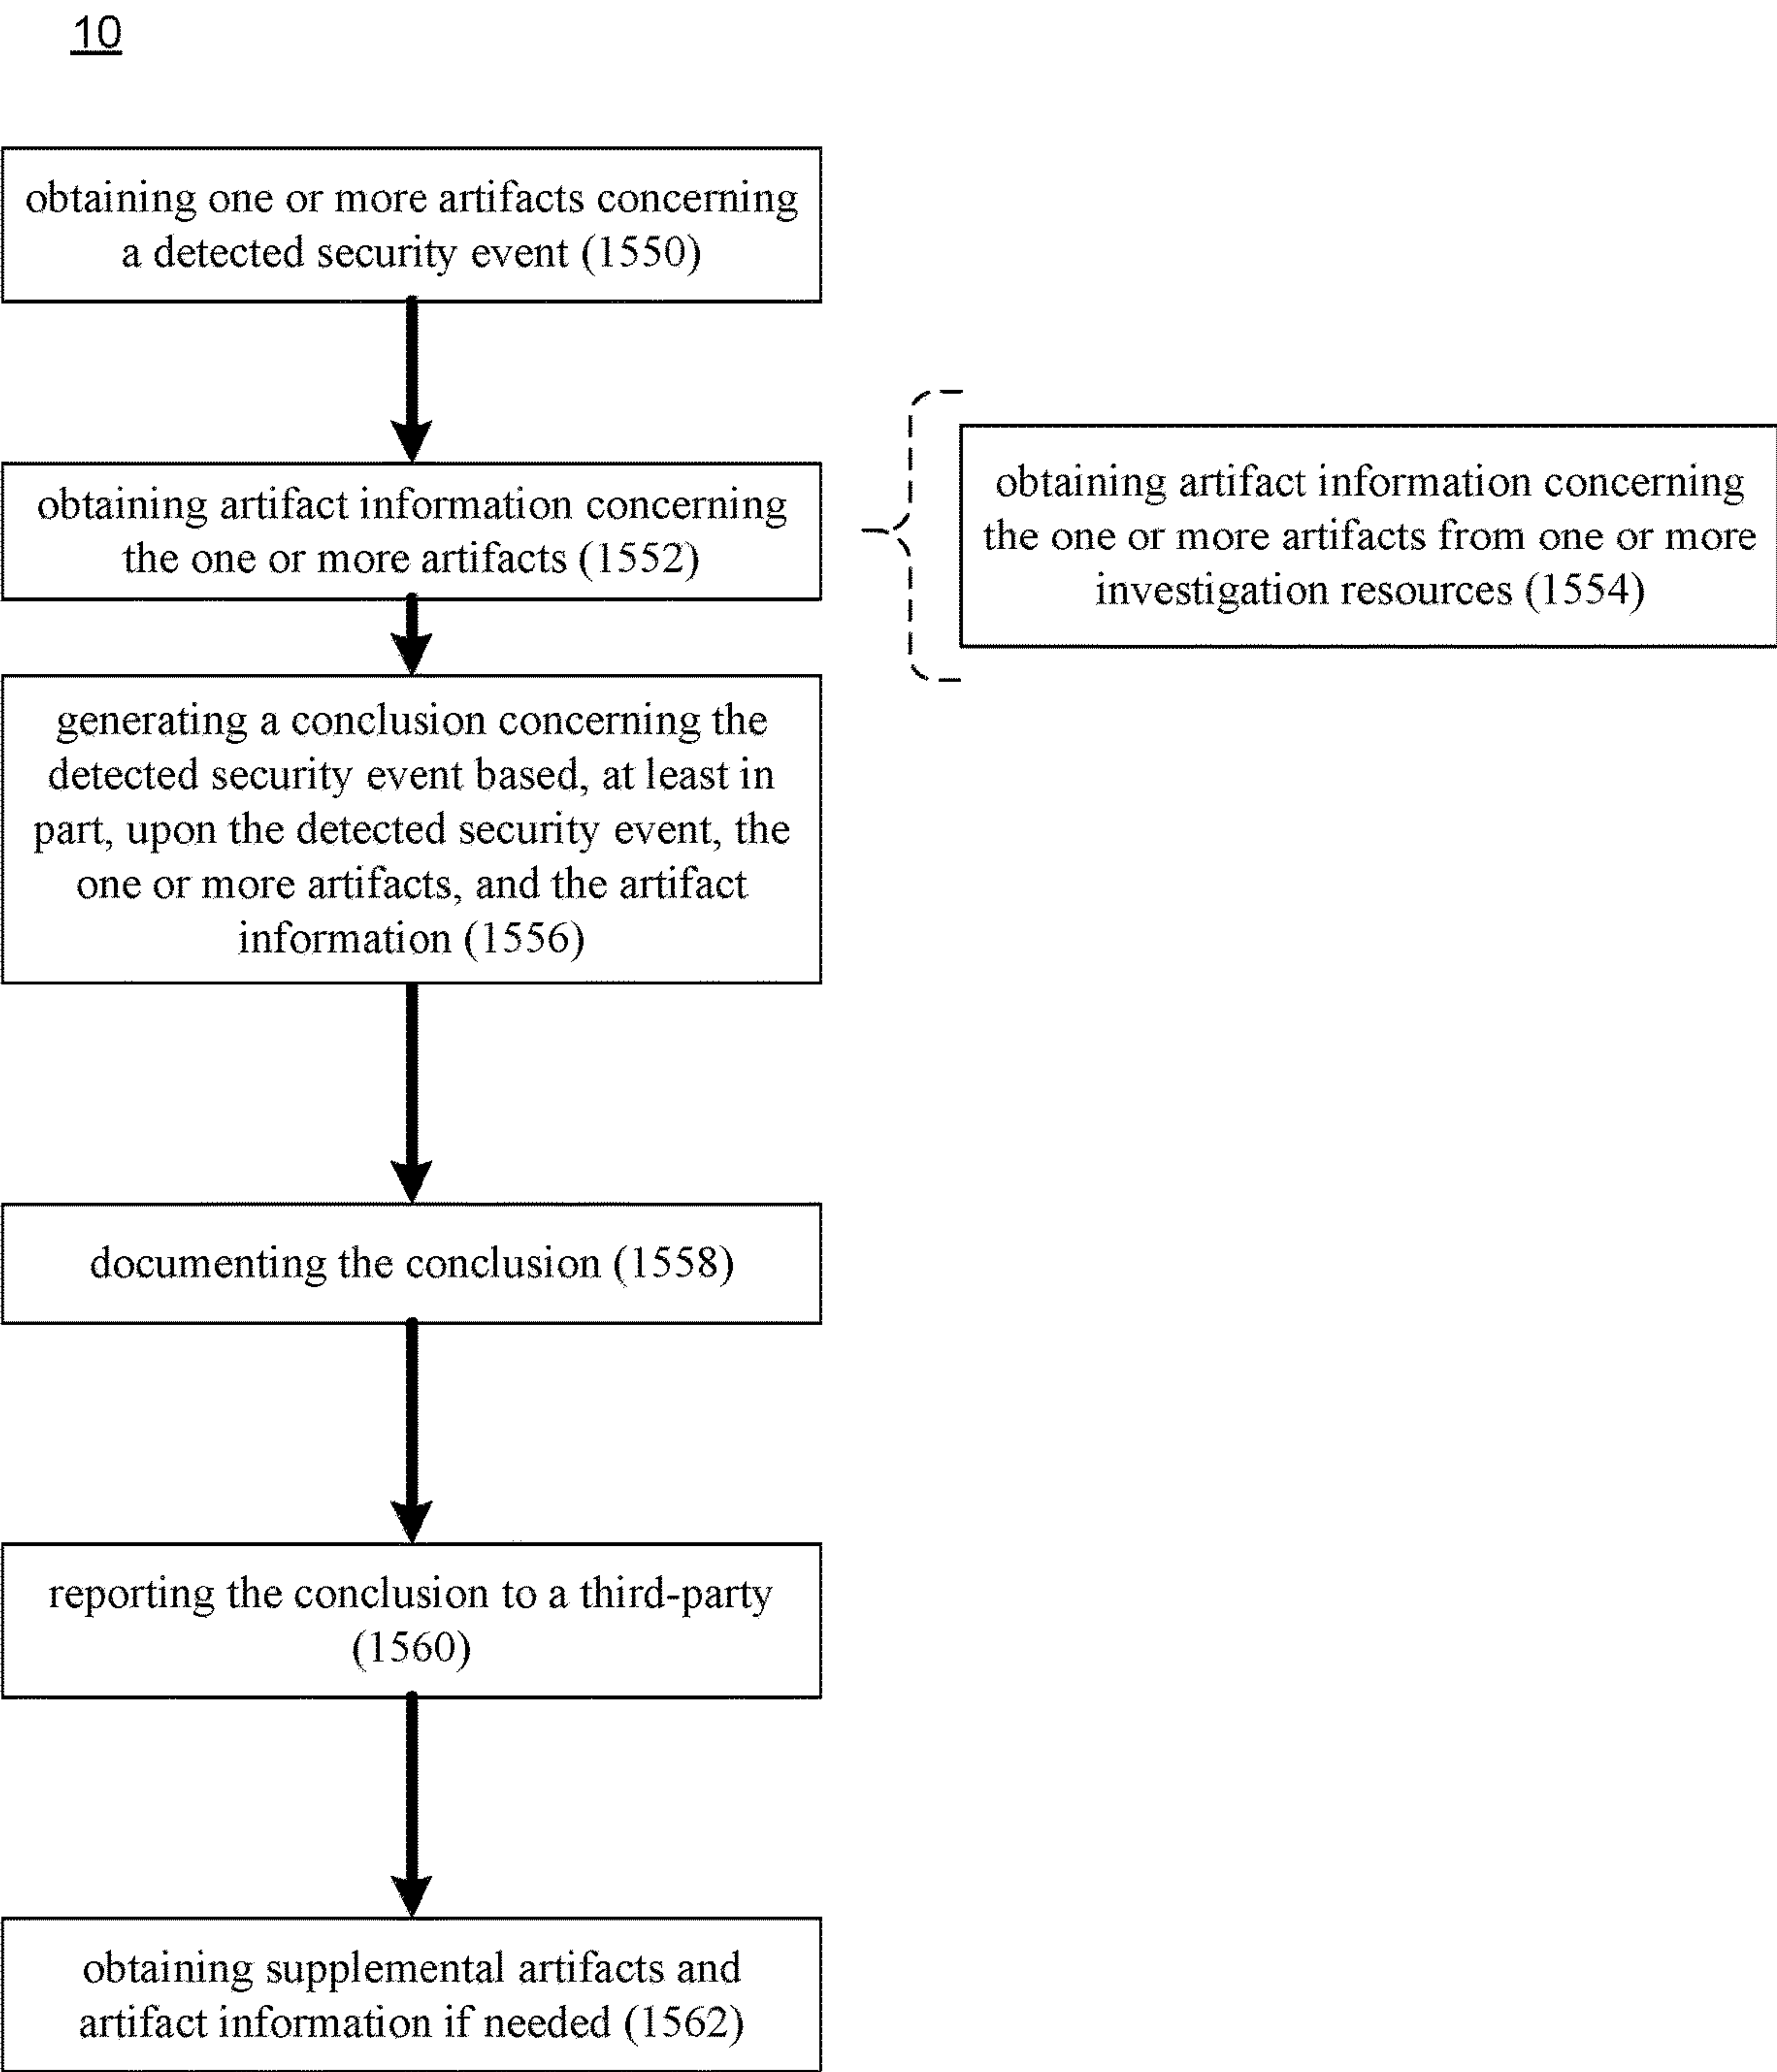 10
obtaining one or more artifacts concerning
a detected security event (1550)
obtaining artifact information concerning
the one or more artifacts (1552)
obtaining artifact information concerning
the one or more artifacts from one or more
investigation resources (1554)
generating a conclusion concerning the
detected security event based, at least in
part, upon the detected security event, the
one or more artifacts, and the artifact
information (1556)
documenting the conclusion (1558)
reporting the conclusion to a third-party
(1560)
obtaining supplemental artifacts and
artifact information if needed (1562)